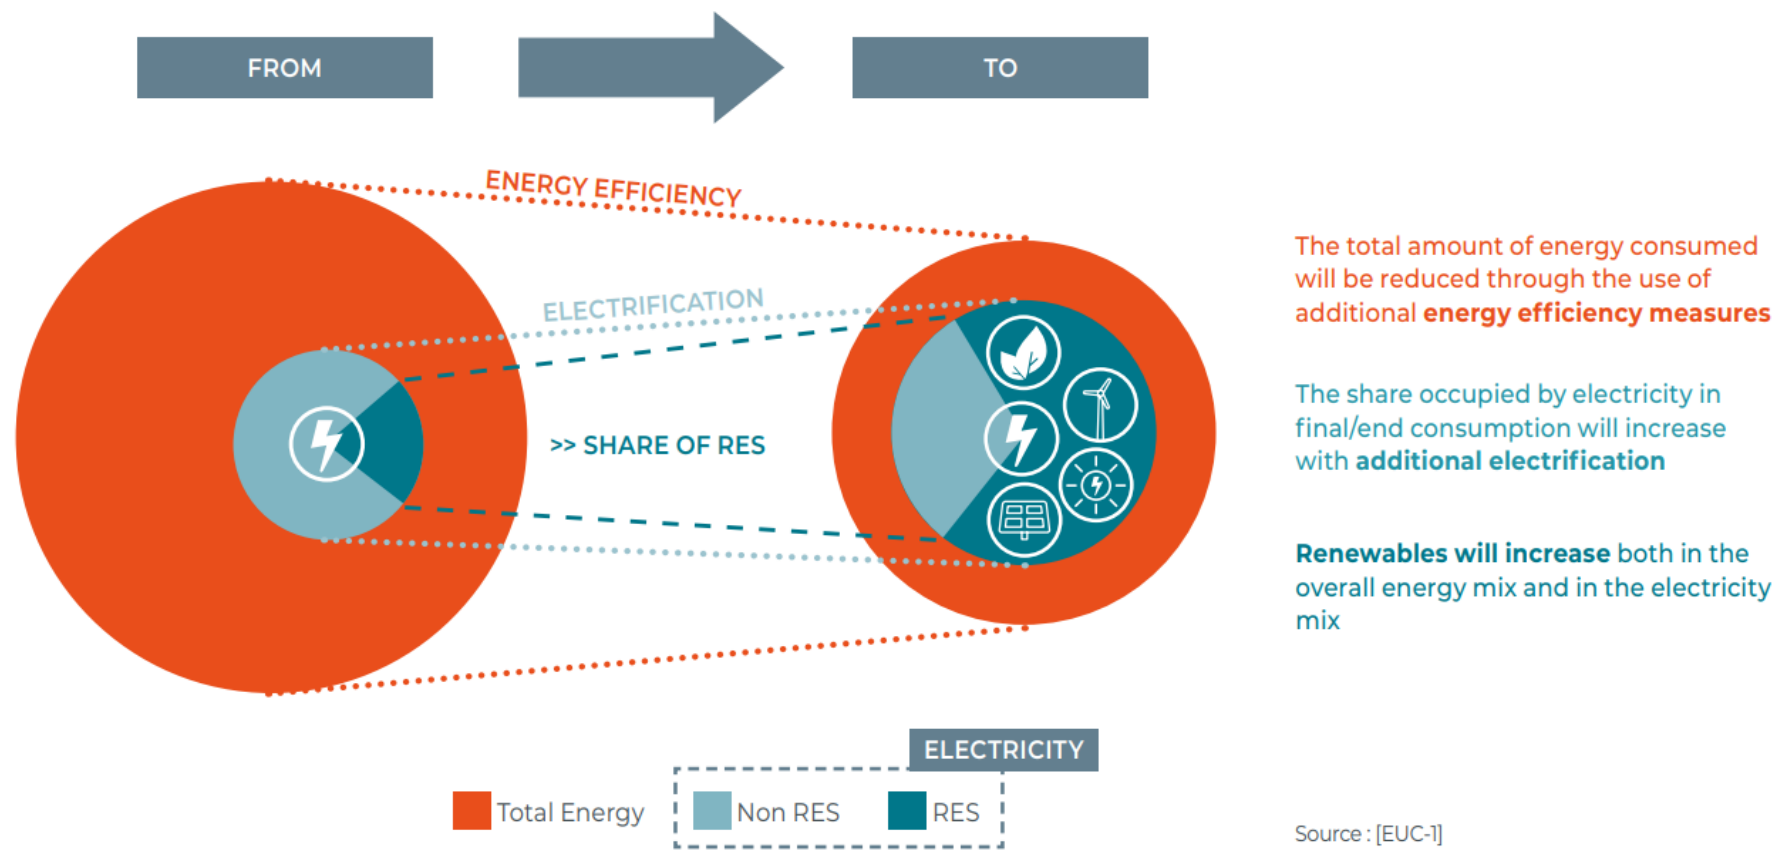 FROM
TO
ENERGY EFFICIENCY
ELECTRIFICATION
>> SHARE OF RES
The total amount of energy consumed
will be reduced through the use of
additional energy efficiency measures
The share occupied by electricity in
final/end consumption will increase
with additional electrification
Renewables will increase both in the
overall energy mix and in the electricity
mix
ELECTRICITY
Total Energy
Non RES
RES
Source : [EUC-1]